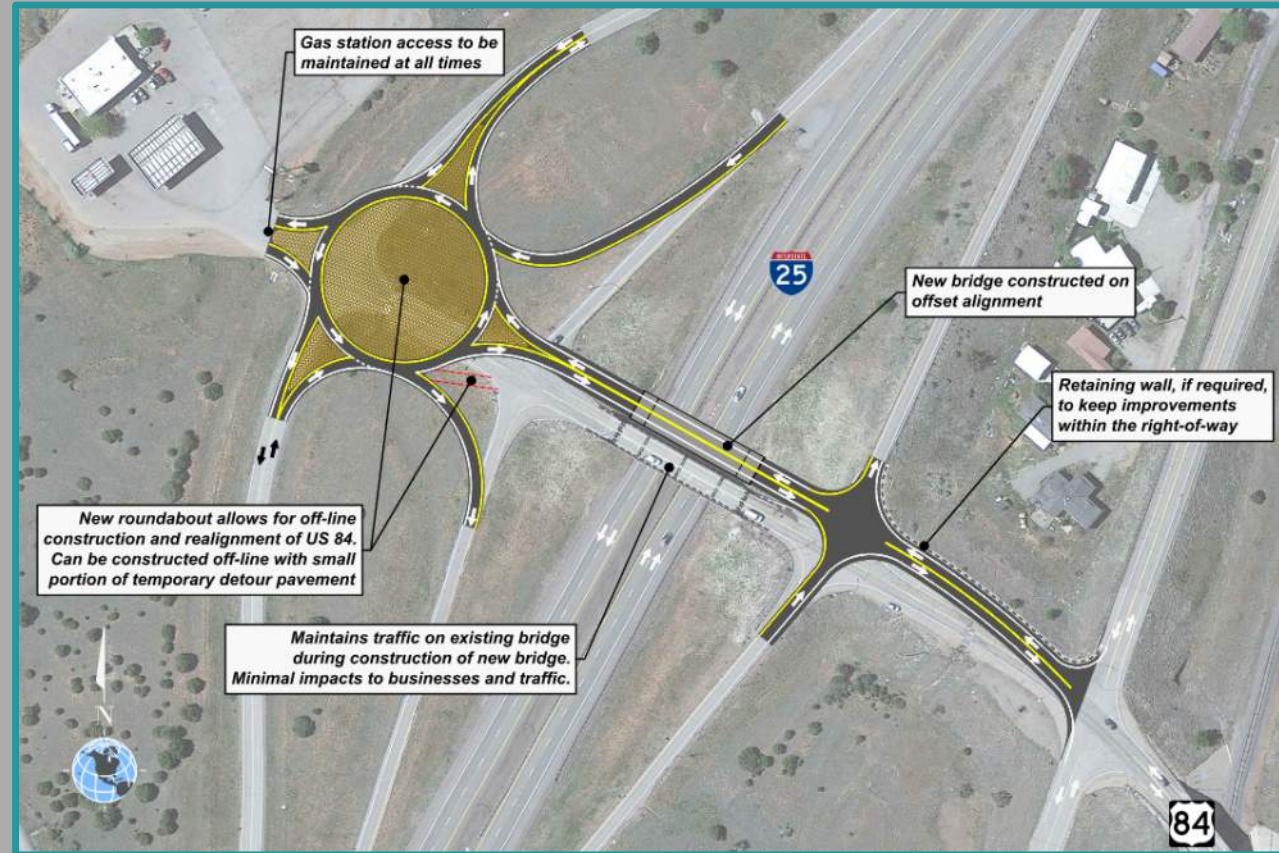 Gas station access to be
maintained at all times
INTERSTATE
25
New bridge constructed on
offset alignment
Retaining wall, if required,
to keep improvements
within the right-of-way
New roundabout allows for off-line
construction and realignment of US 84.
Can be constructed off-line with small
portion of temporary detour pavement
Maintains traffic on existing bridge
during construction of new bridge.
Minimal impacts to businesses and traffic.
N
84